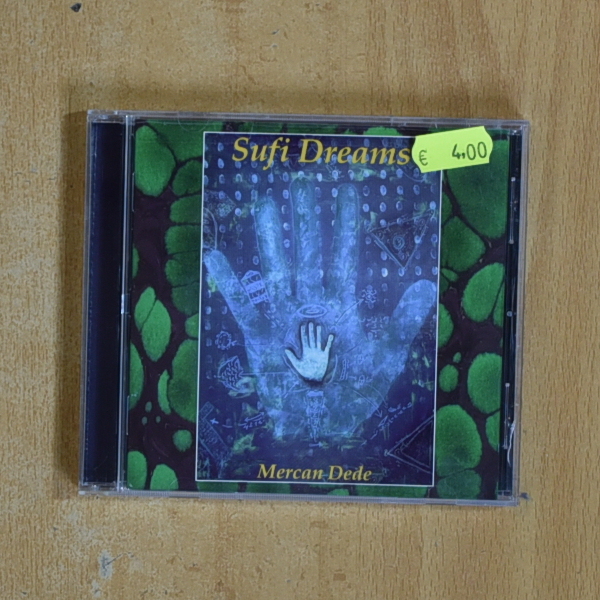 Sufi Dreams
€ 4,00
Mercan Dede